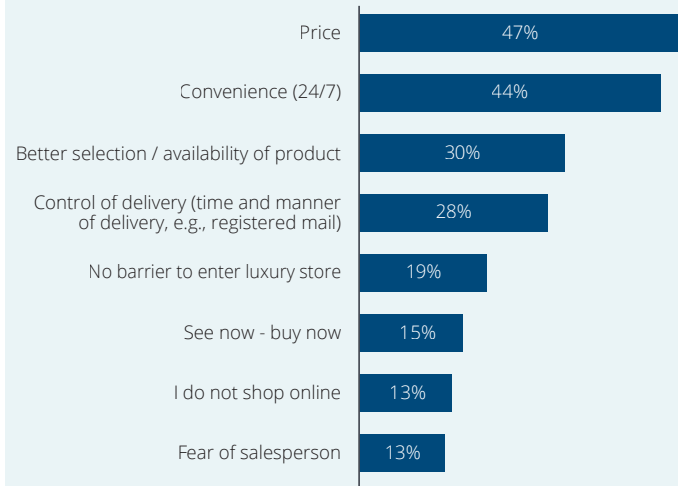 Price 47%
Convenience (24/7) 44%
Better selection / availability of product 30%
Control of delivery (time and manner
of delivery, e.g., registered mail) 28%
No barrier to enter luxury store 19%
See now - buy now 15%
I do not shop online 13%
Fear of salesperson 13%